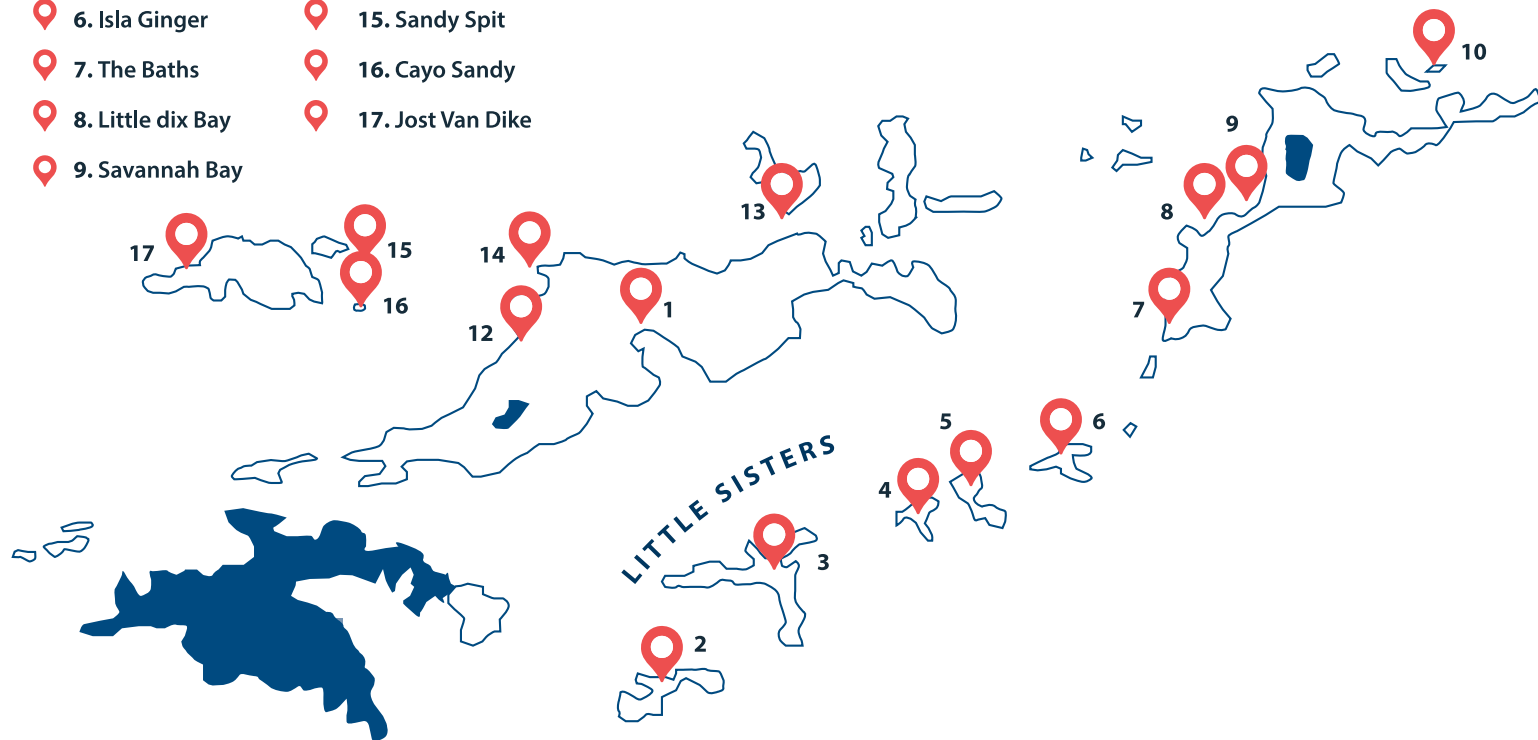 6. Isla Ginger
7. The Baths
8. Little dix Bay
9. Savannah Bay
15. Sandy Spit
16. Cayo Sandy
17. Jost Van Dike
10
9
8
13
17
15
14
16
12
1
7
6
5
4
LITTLE SISTERS
3
2